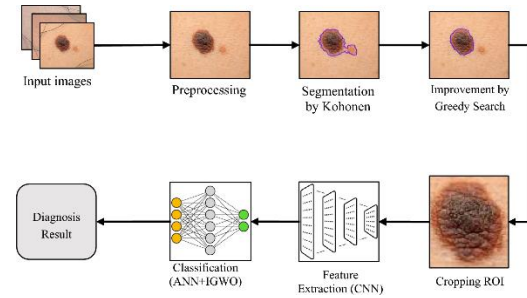 Input images
Preprocessing
Segmentation
by Kohonen
Improvement by
Greedy Search
Diagnosis
Result
Classification
(ANN+IGWO)
Feature
Extraction (CNN)
Cropping ROI